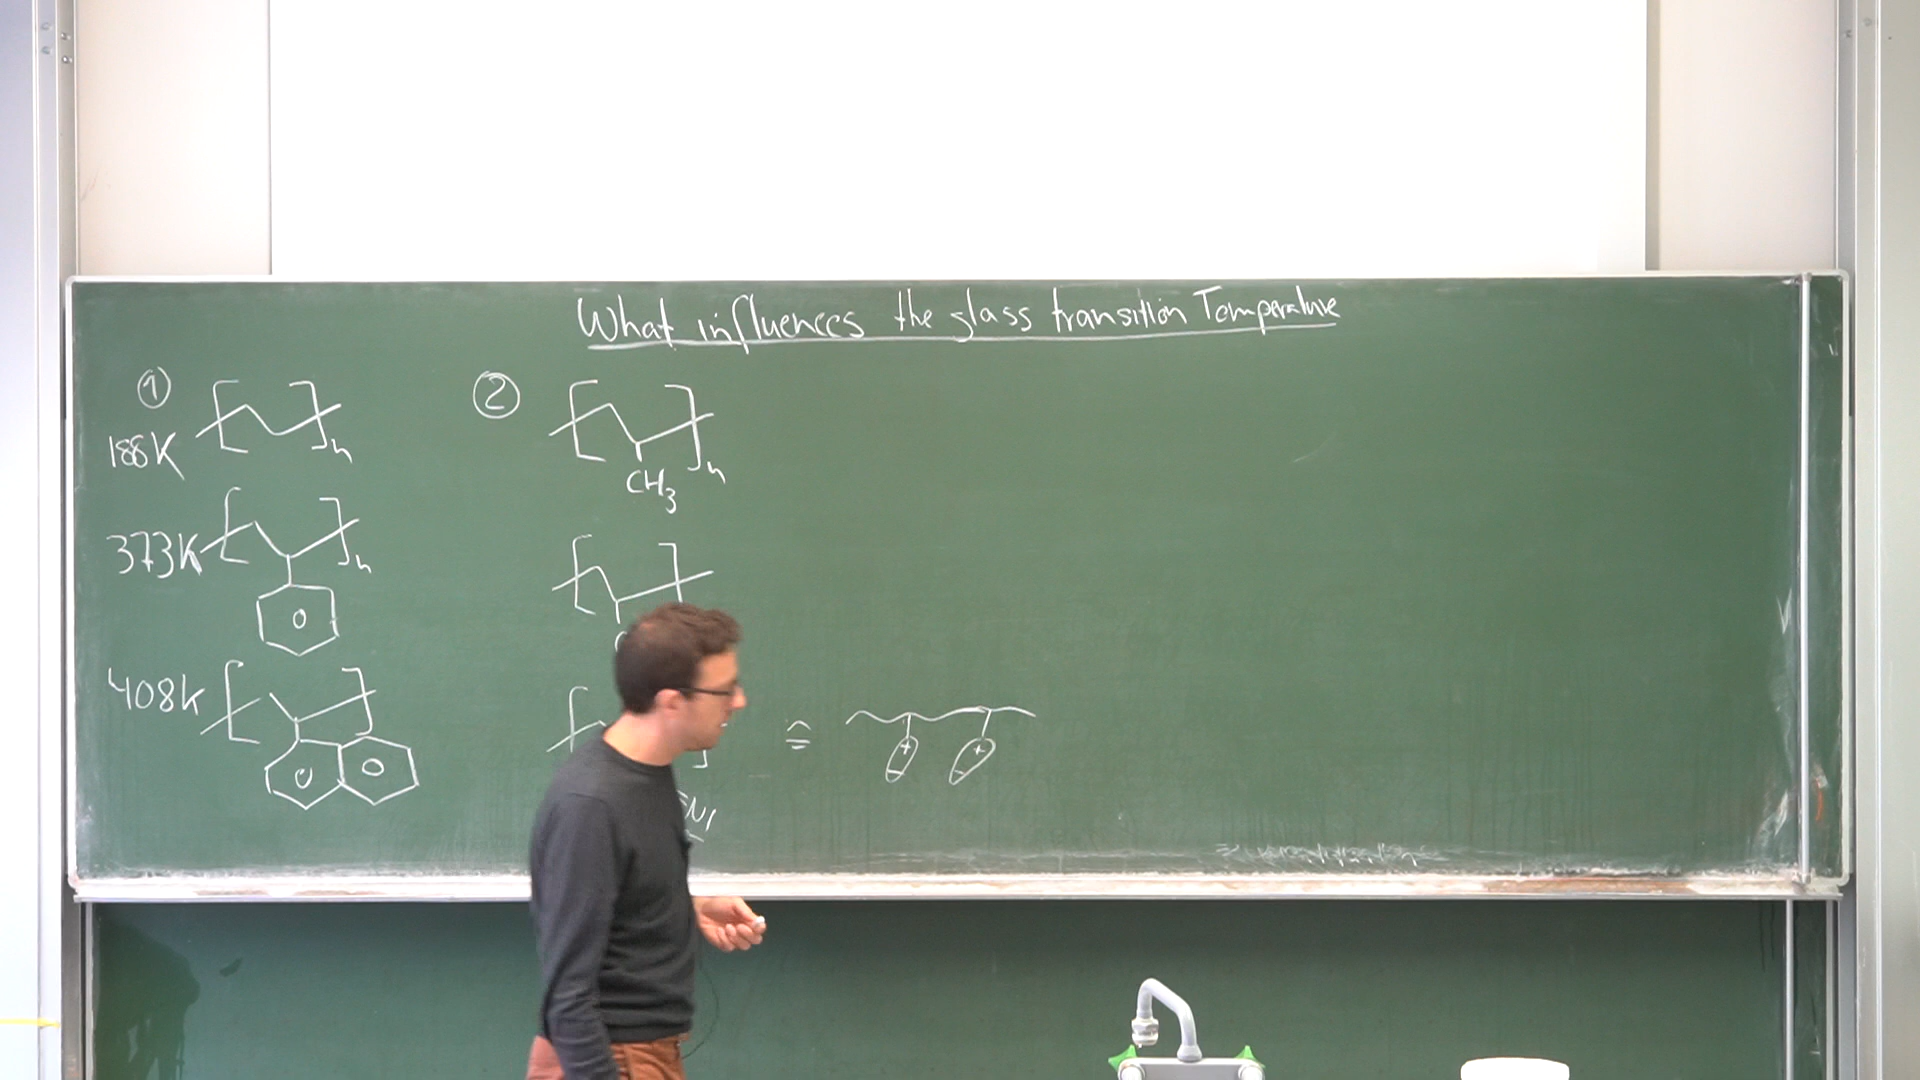 What influences the glass transition Temperature
①
188K
n
373K
n
408K
②
CH3
n
≡N|
≙
+ +
- -